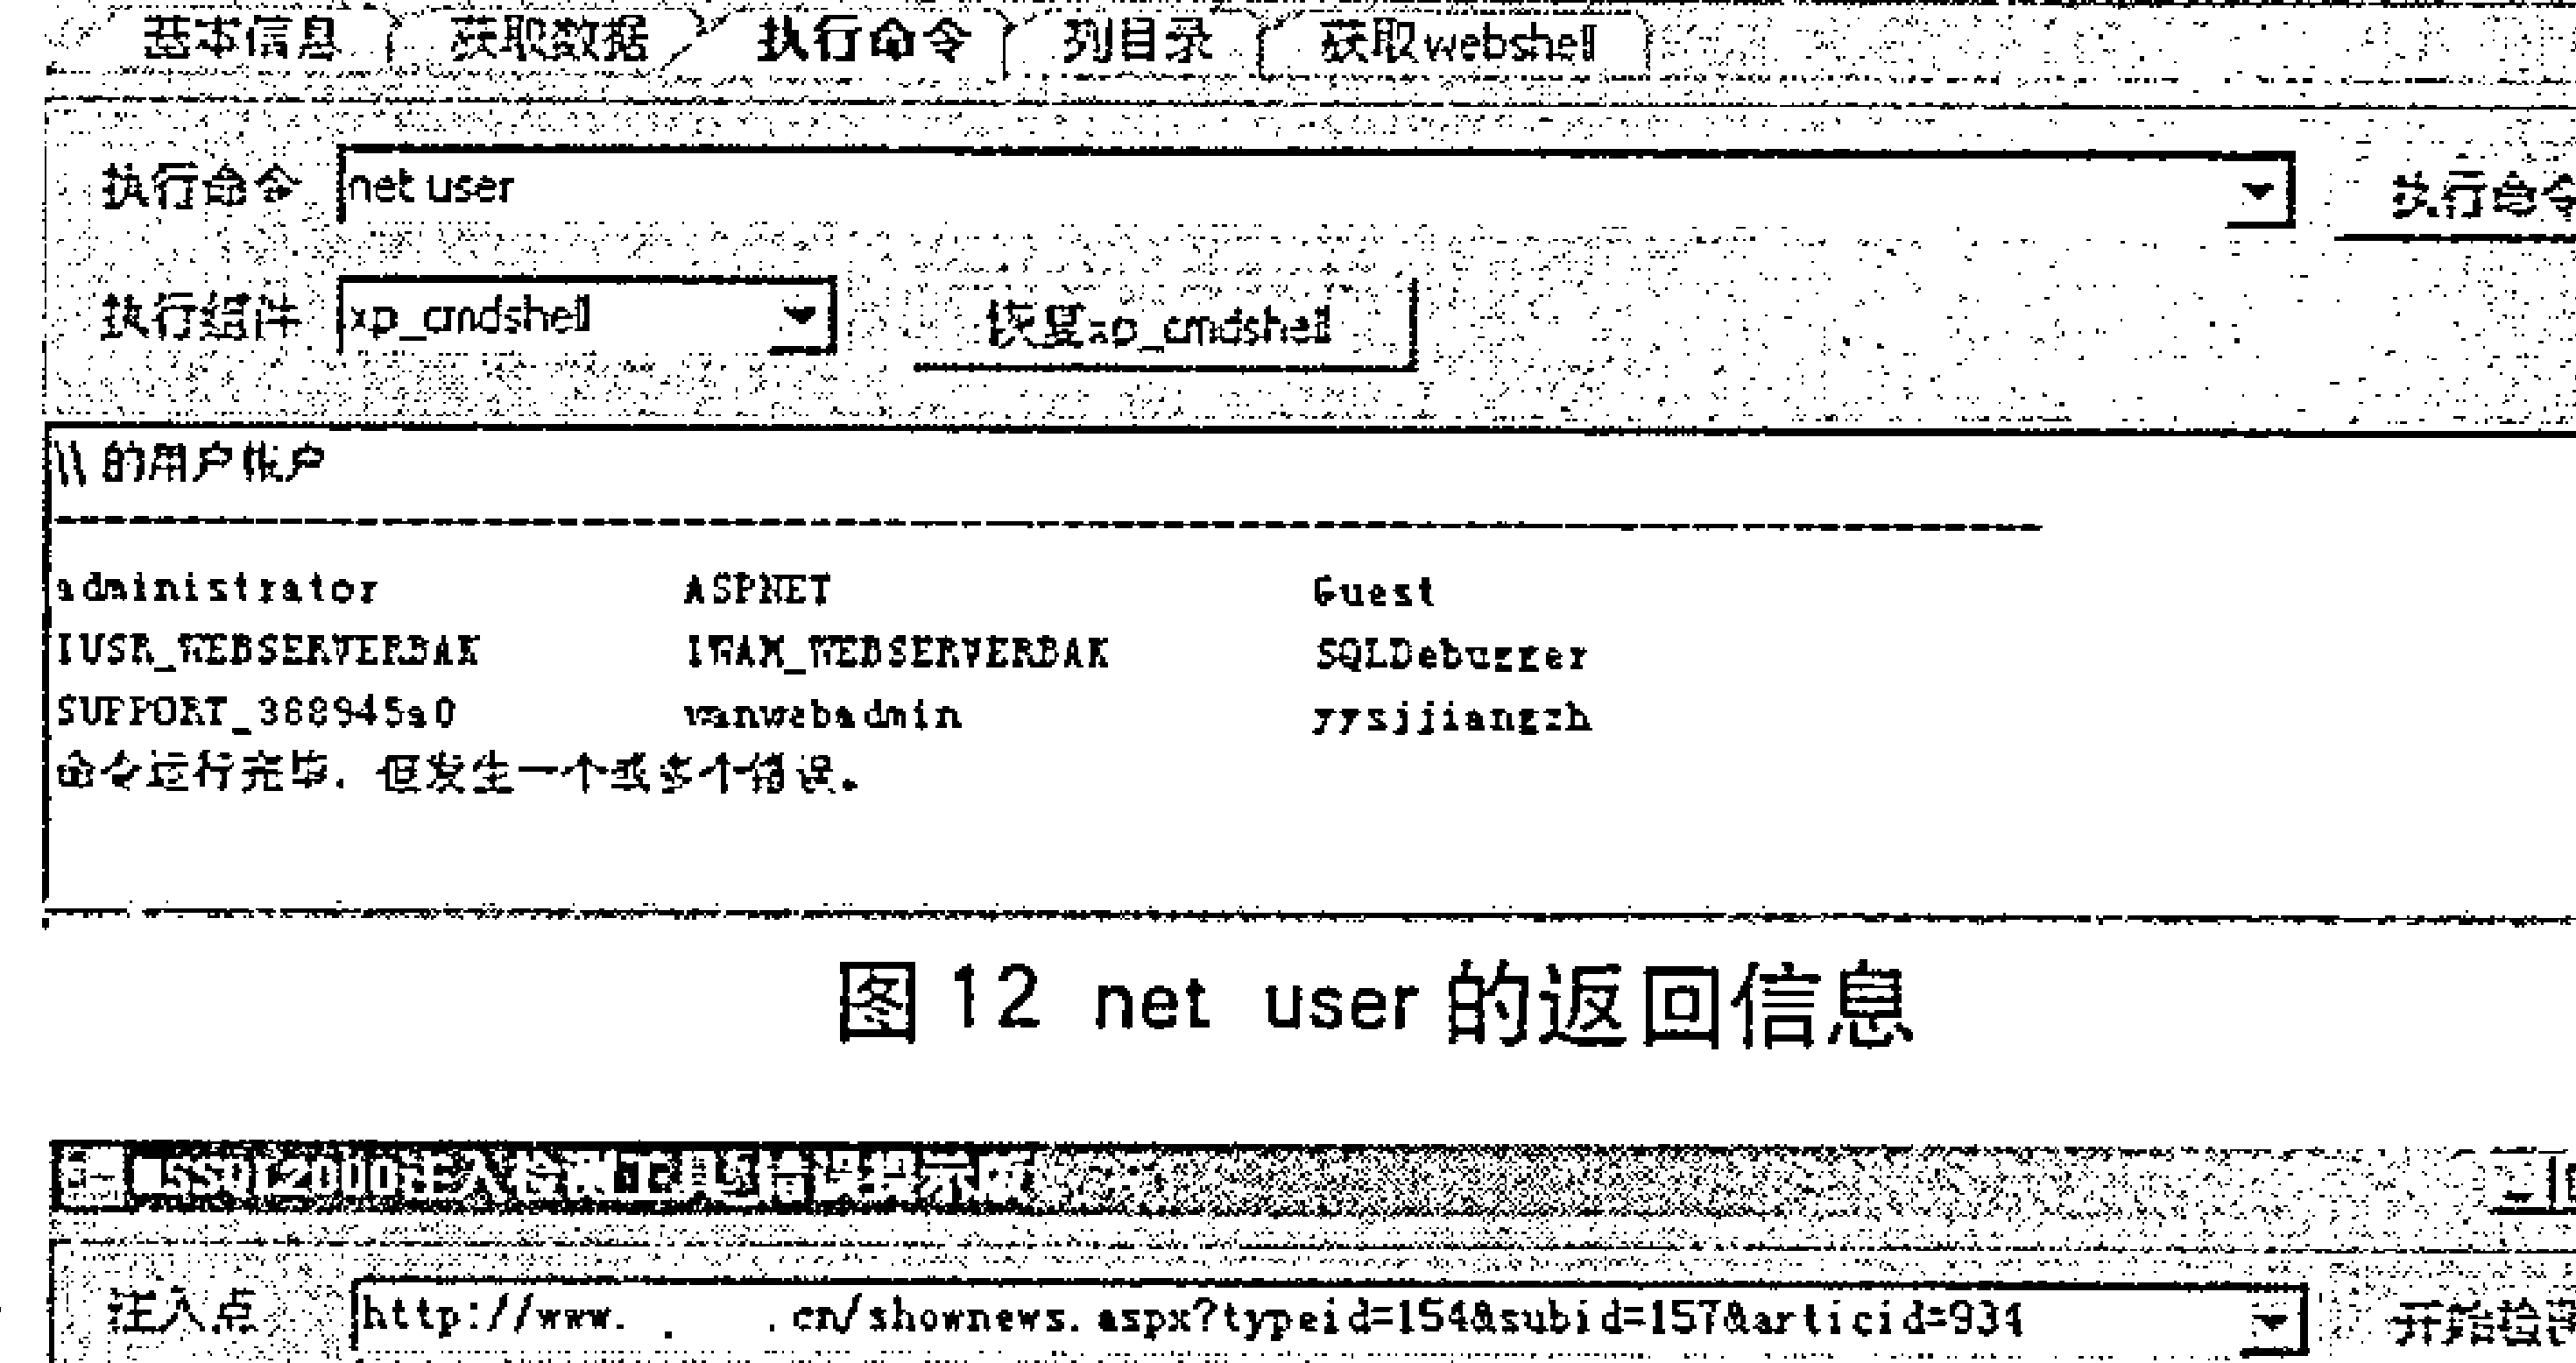 基本信息 获取数据 执行命令 列目录 获取webshell
执行命令 net user 执行命令
执行组件 xp_cmdshell 恢复xp_cmdshell
\\ 的用户帐户
administrator ASPNET Guest
IUSR_WEBSERVERBAK IWAM_WEBSERVERBAK SQLDebugger
SUPPORT_388945a0 wanwebadmin yysjjiangzh
命令运行完毕，但发生一个或多个错误。
图 12 net user 的返回信息
注入点 http://www. . .cn/shownews.aspx?typeid=154&subid=157&articid=934 开始检测